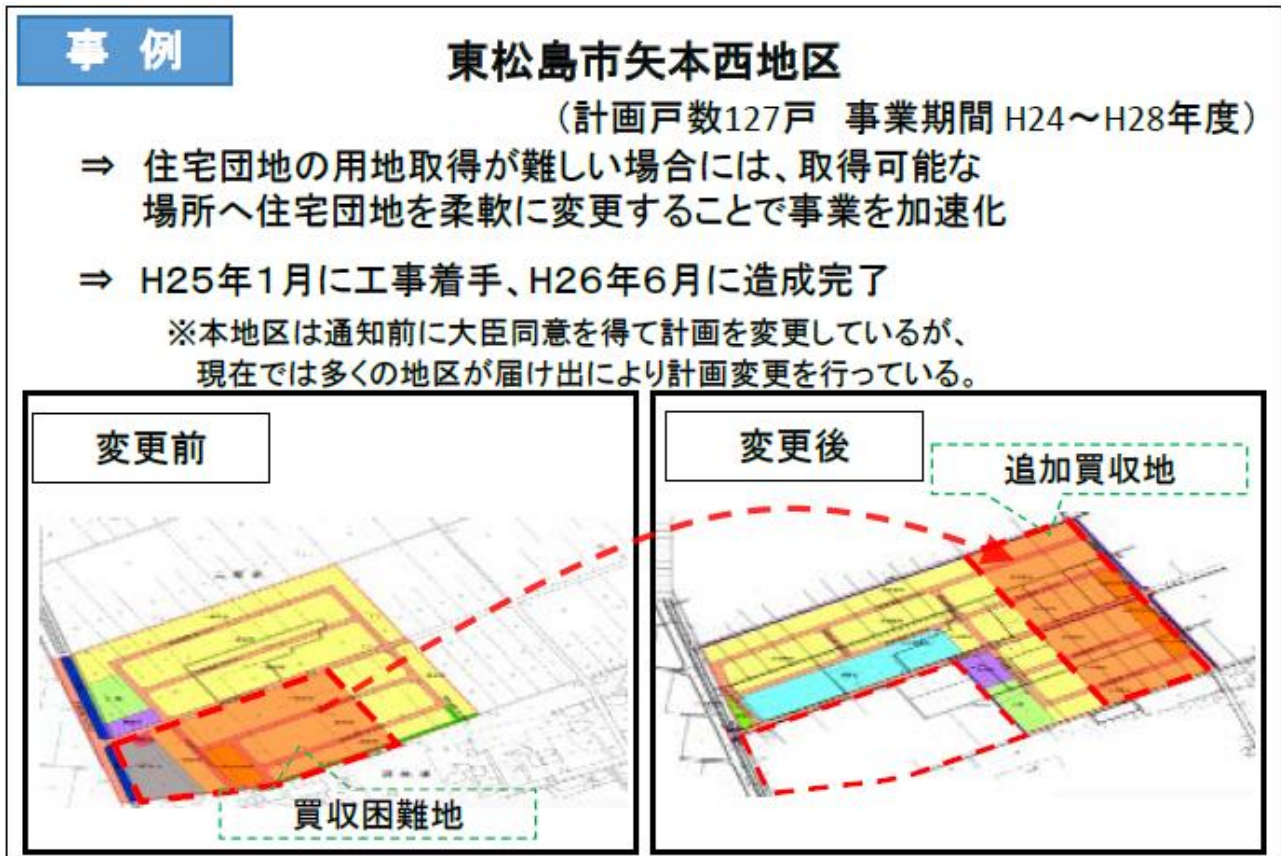 事 例
東松島市矢本西地区
（計画戸数127戸 事業期間 H24～H28年度）
⇒ 住宅団地の用地取得が難しい場合には、取得可能な
場所へ住宅団地を柔軟に変更することで事業を加速化
⇒ H25年１月に工事着手、H26年６月に造成完了
※本地区は通知前に大臣同意を得て計画を変更しているが、
現在では多くの地区が届け出により計画変更を行っている。
変更前
買収困難地
変更後
追加買収地